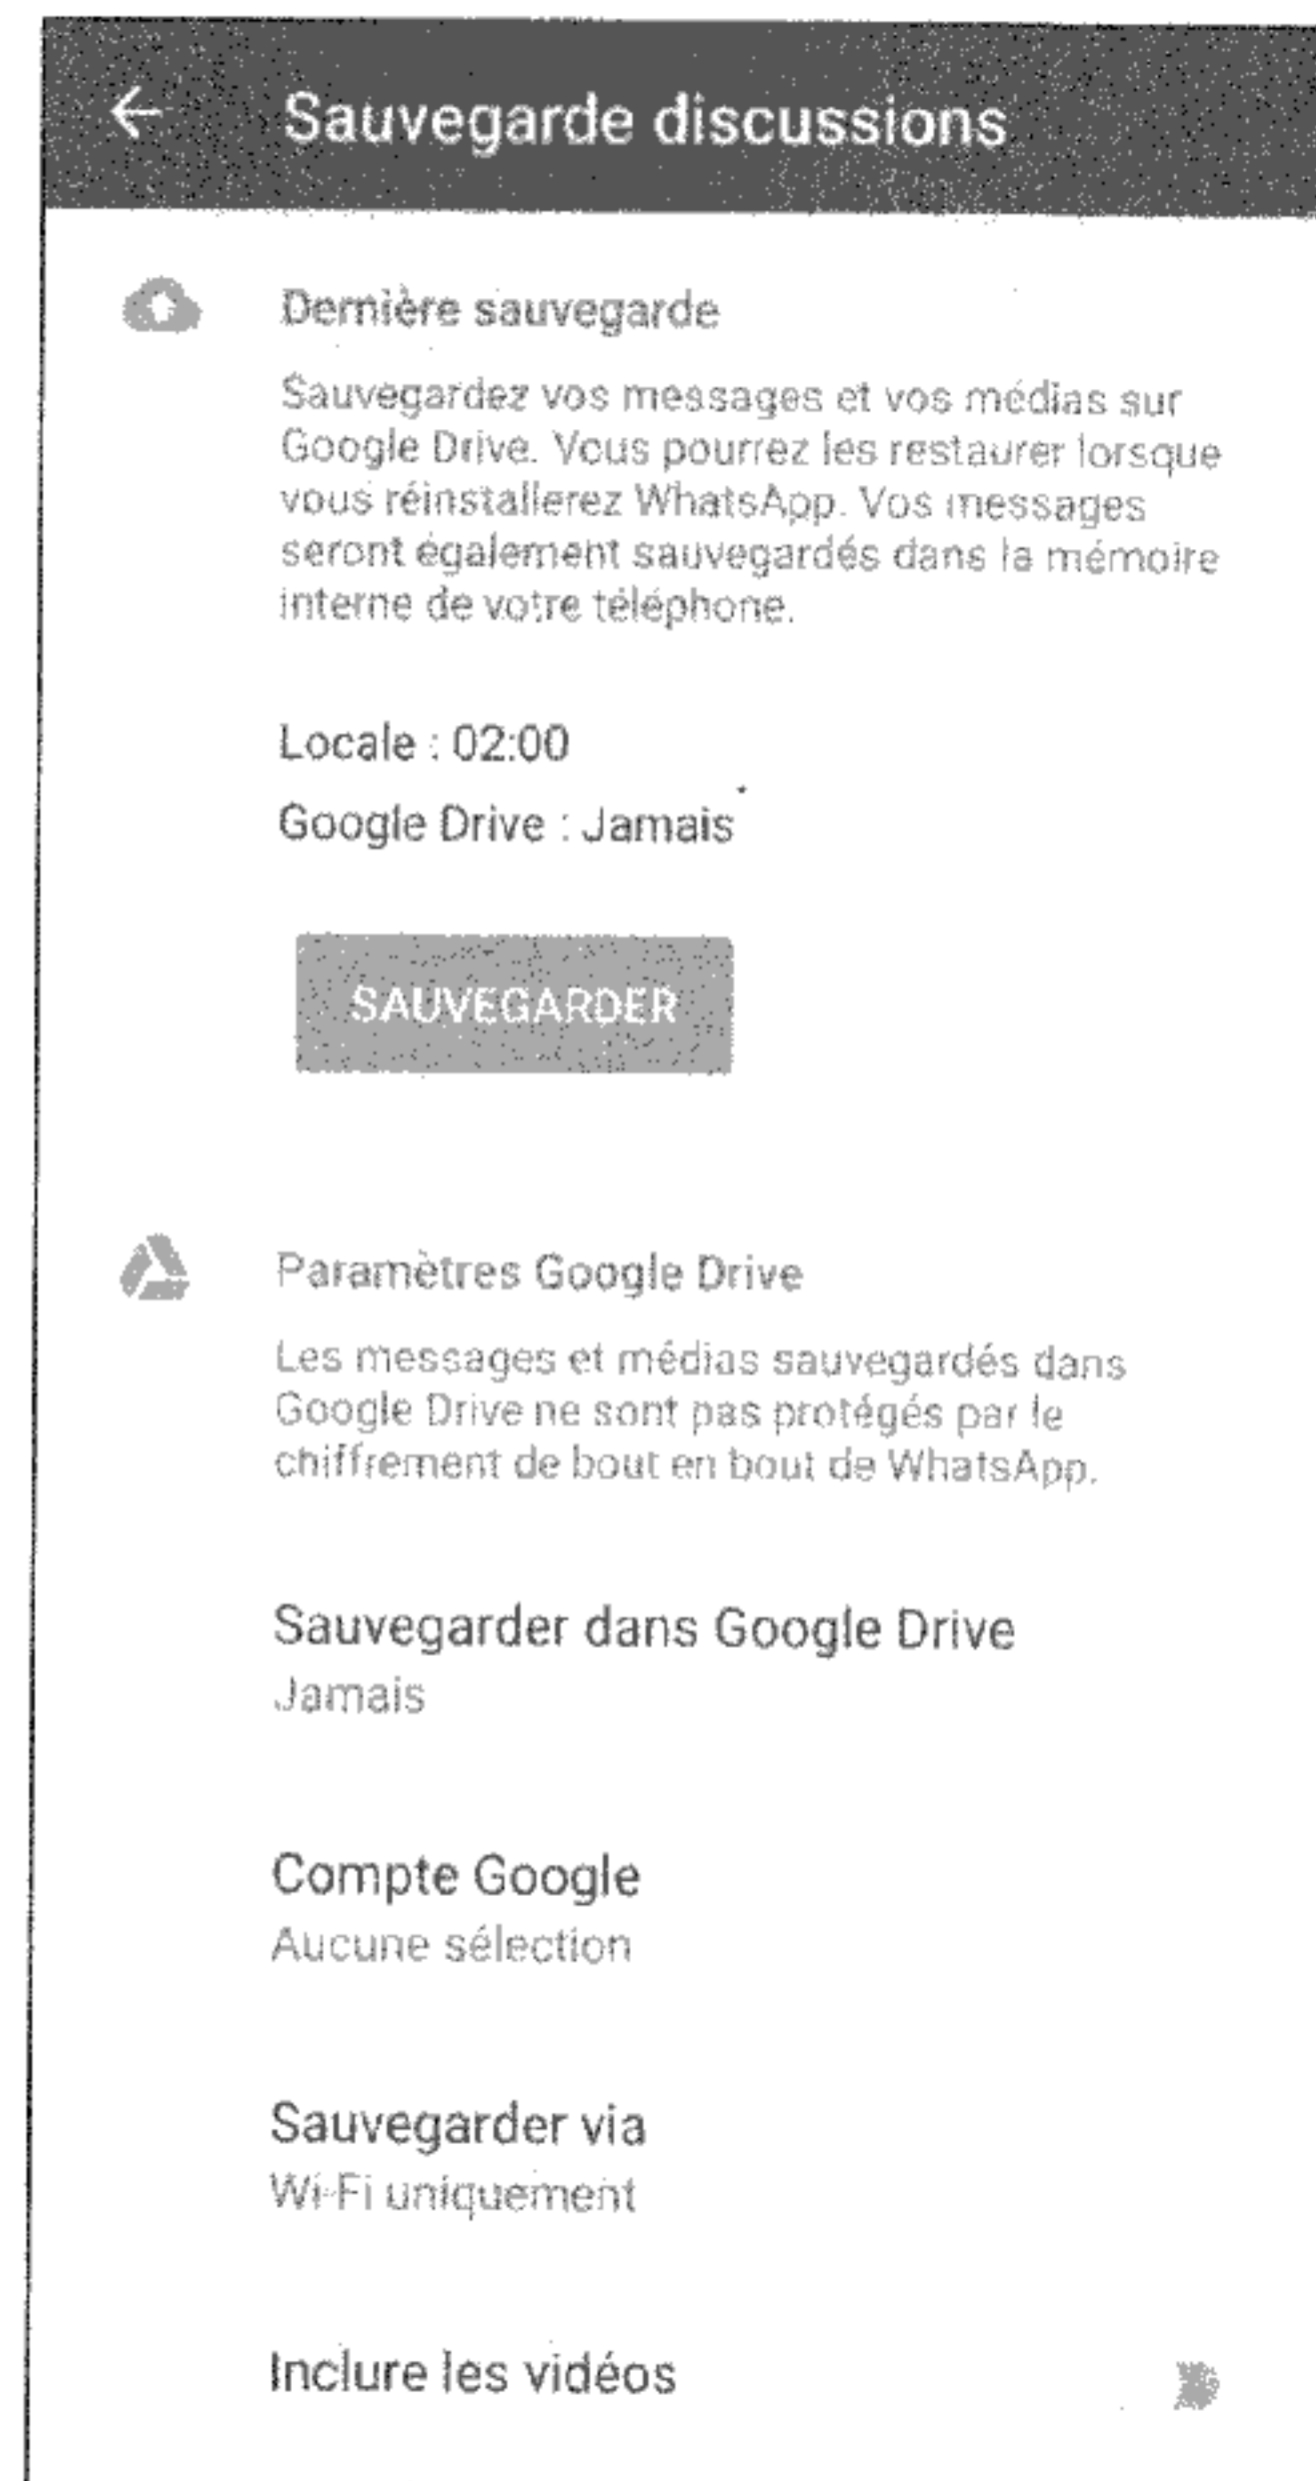 Sauvegarde discussions
Dernière sauvegarde
Sauvegardez vos messages et vos médias sur
Google Drive. Vous pourrez les restaurer lorsque
vous réinstallerez WhatsApp. Vos messages
seront également sauvegardés dans la mémoire
interne de votre téléphone.
Locale : 02:00
Google Drive : Jamais
SAUVEGARDER
Paramètres Google Drive
Les messages et médias sauvegardés dans
Google Drive ne sont pas protégés par le
chiffrement de bout en bout de WhatsApp.
Sauvegarder dans Google Drive
Jamais
Compte Google
Aucune sélection
Sauvegarder via
Wi-Fi uniquement
Inclure les vidéos